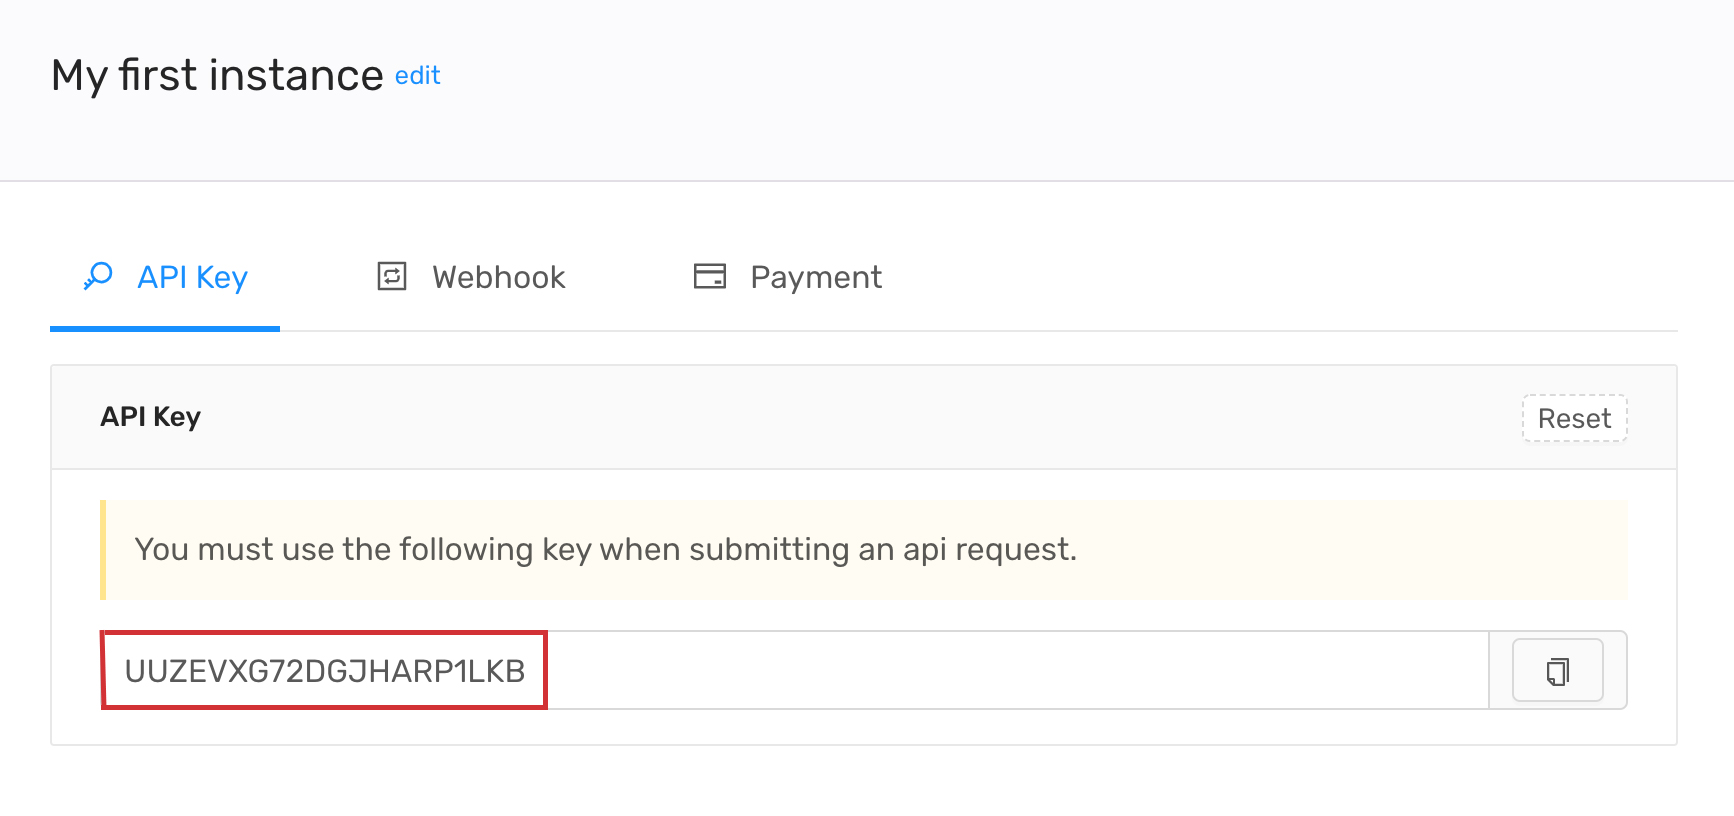 My first instance edit
API Key Webhook Payment
API Key Reset
You must use the following key when submitting an api request.
UUZEVXG72DGJHARP1LKB